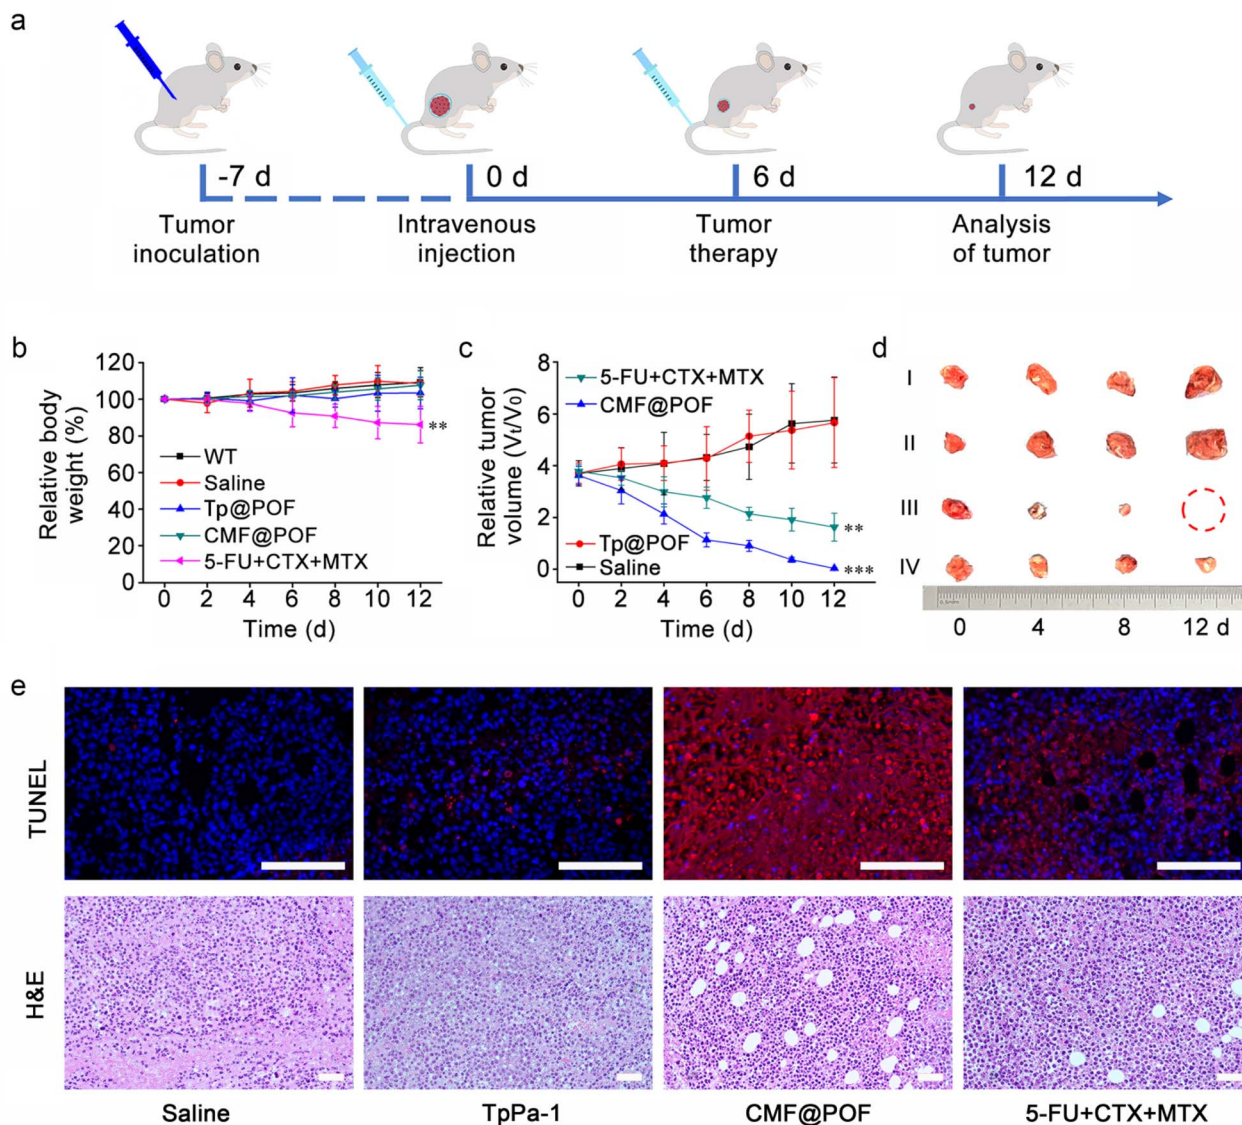 a
-7 d
0 d
6 d
12 d
Tumor
inoculation
Intravenous
injection
Tumor
therapy
Analysis
of tumor
b
Relative body
weight (%)
120
100
80
60
40
20
0
**
WT
Saline
Tp@POF
CMF@POF
5-FU+CTX+MTX
0 2 4 6 8 10 12
Time (d)
c
Relative tumor
volume (Vt/V0)
8
6
4
2
0
5-FU+CTX+MTX
CMF@POF
**
Tp@POF
Saline
***
0 2 4 6 8 10 12
Time (d)
d
I
II
III
IV
0 4 8 12 d
e
TUNEL
H&E
Saline
TpPa-1
CMF@POF
5-FU+CTX+MTX